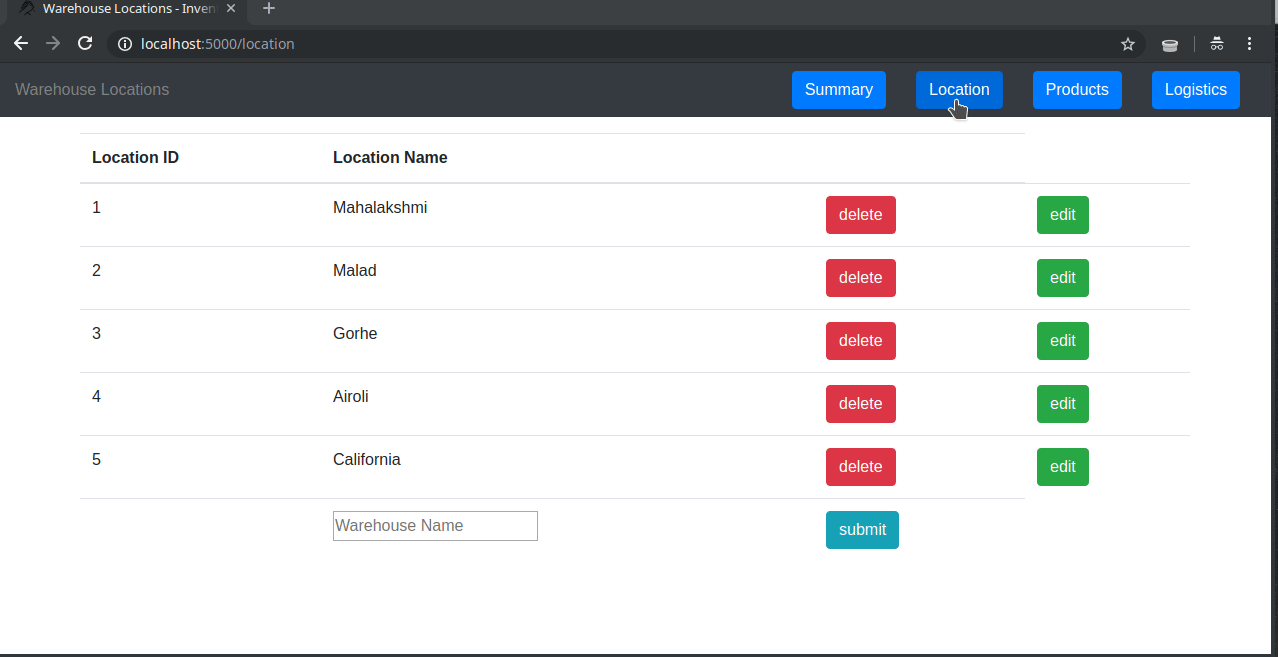 Warehouse Locations - Inven
localhost:5000/location
Warehouse Locations Summary Location Products Logistics
Location ID Location Name
1 Mahalakshmi delete edit
2 Malad delete edit
3 Gorhe delete edit
4 Airoli delete edit
5 California delete edit
Warehouse Name submit